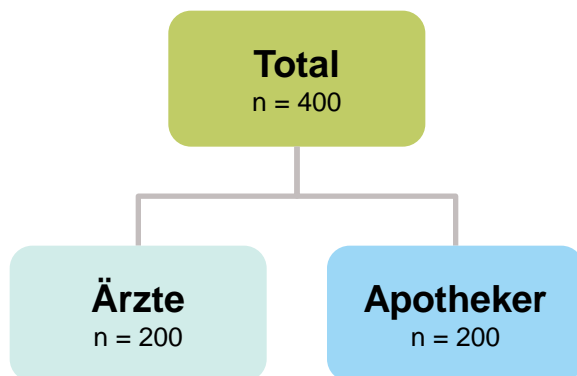 Total
n = 400
Ärzte
n = 200
Apotheker
n = 200